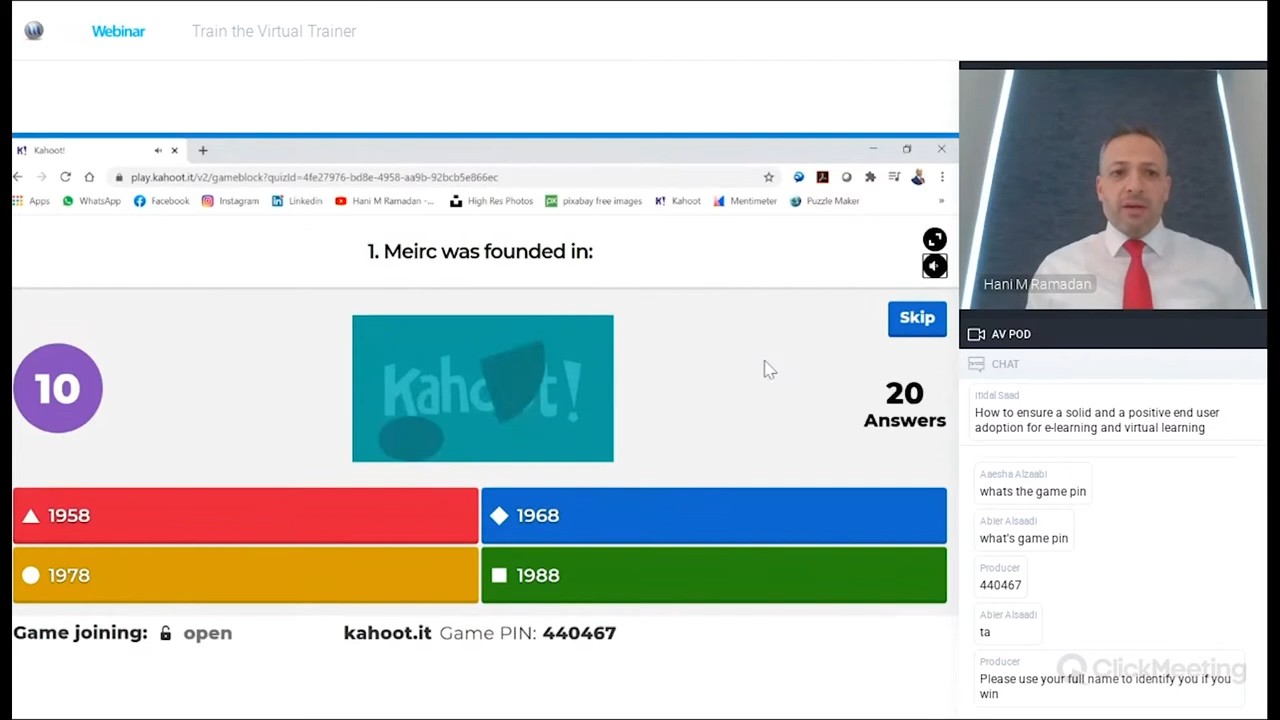 Webinar
Train the Virtual Trainer
Kahoot!
play.kahoot.it/v2/gameblock?quizId=4fe27976-bd8e-4958-aa9b-92bcb5e866ec
Apps
WhatsApp
Facebook
Instagram
Linkedin
Hani M Ramadan -...
High Res Photos
pixabay free images
Kahoot
Mentimeter
Puzzle Maker
»
1. Meirc was founded in:
Skip
10
Kahoot!
20
Answers
1958
1968
1978
1988
Game joining: open
kahoot.it Game PIN: 440467
Hani M Ramadan
AV POD
CHAT
Itidal Saad
How to ensure a solid and a positive end user
adoption for e-learning and virtual learning
Aaesha Alzaabi
whats the game pin
Abier Alsaadi
what's game pin
Producer
440467
Abier Alsaadi
ta
Producer
Please use your full name to identify you if you
win
ClickMeeting